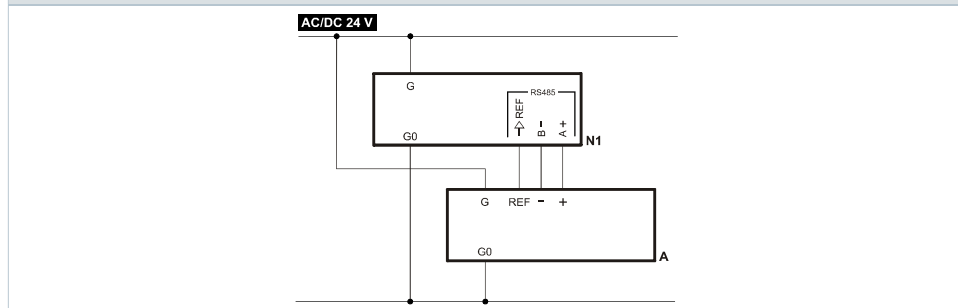 AC/DC 24 V
G
RS485
REF
B -
A +
G0
N1
G REF - +
G0
A